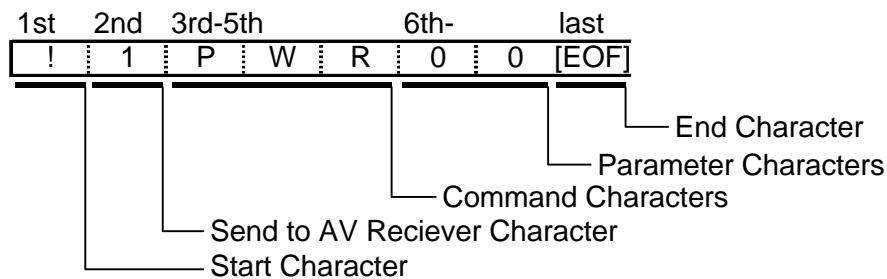 1st 2nd 3rd-5th 6th- last
! 1 P W R 0 0 [EOF]
End Character
Parameter Characters
Command Characters
Send to AV Reciever Character
Start Character